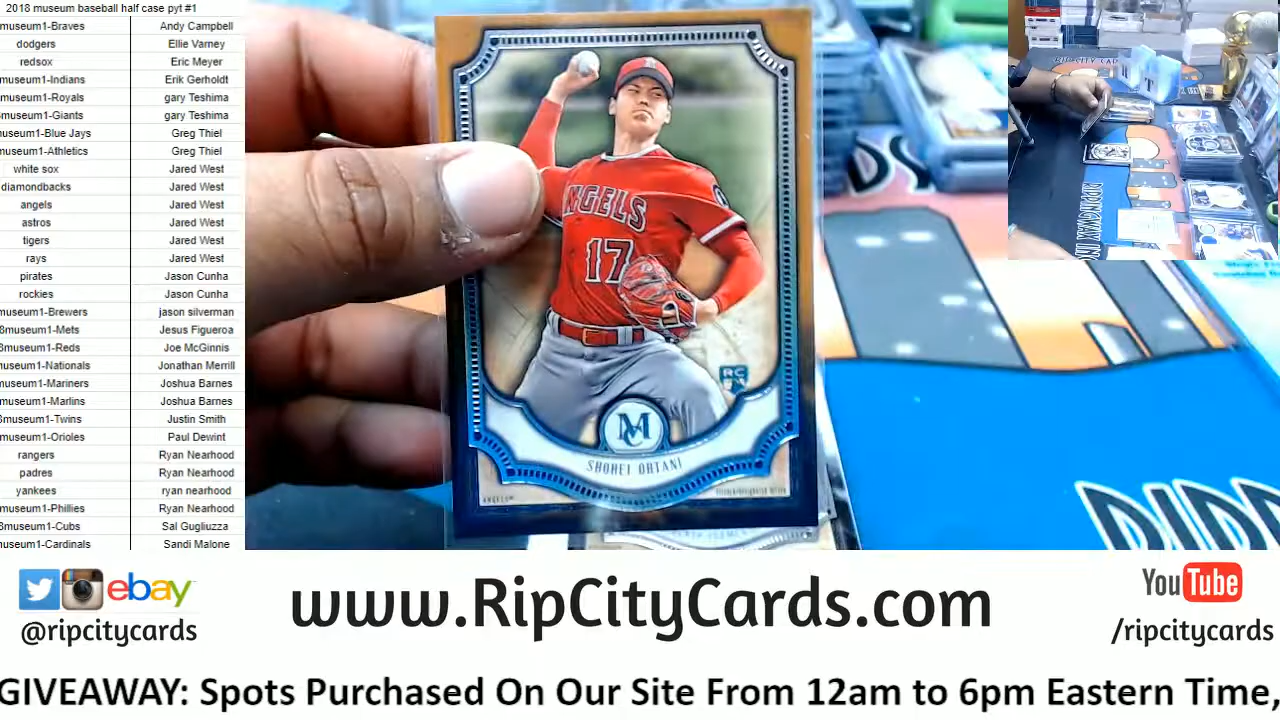 2018 museum baseball half case pyt #1
museum1-Braves Andy Campbell
dodgers Ellie Varney
redsox Eric Meyer
museum1-Indians Erik Gerholdt
museum1-Royals gary Teshima
museum1-Giants gary Teshima
museum1-Blue Jays Greg Thiel
museum1-Athletics Greg Thiel
white sox Jared West
diamondbacks Jared West
angels Jared West
astros Jared West
tigers Jared West
rays Jared West
pirates Jason Cunha
rockies Jason Cunha
museum1-Brewers jason silverman
8museum1-Mets Jesus Figueroa
8museum1-Reds Joe McGinnis
museum1-Nationals Jonathan Merrill
museum1-Mariners Joshua Barnes
museum1-Marlins Joshua Barnes
museum1-Twins Justin Smith
museum1-Orioles Paul Dewint
rangers Ryan Nearhood
padres Ryan Nearhood
yankees ryan nearhood
museum1-Phillies Ryan Nearhood
8museum1-Cubs Sal Gugliuzza
museum1-Cardinals Sandi Malone
ANGELS
17
RC
MC
SHOHEI OHTANI
ANGELS
ebay
@ripcitycards
www.RipCityCards.com
YouTube
/ripcitycards
GIVEAWAY: Spots Purchased On Our Site From 12am to 6pm Eastern Time,